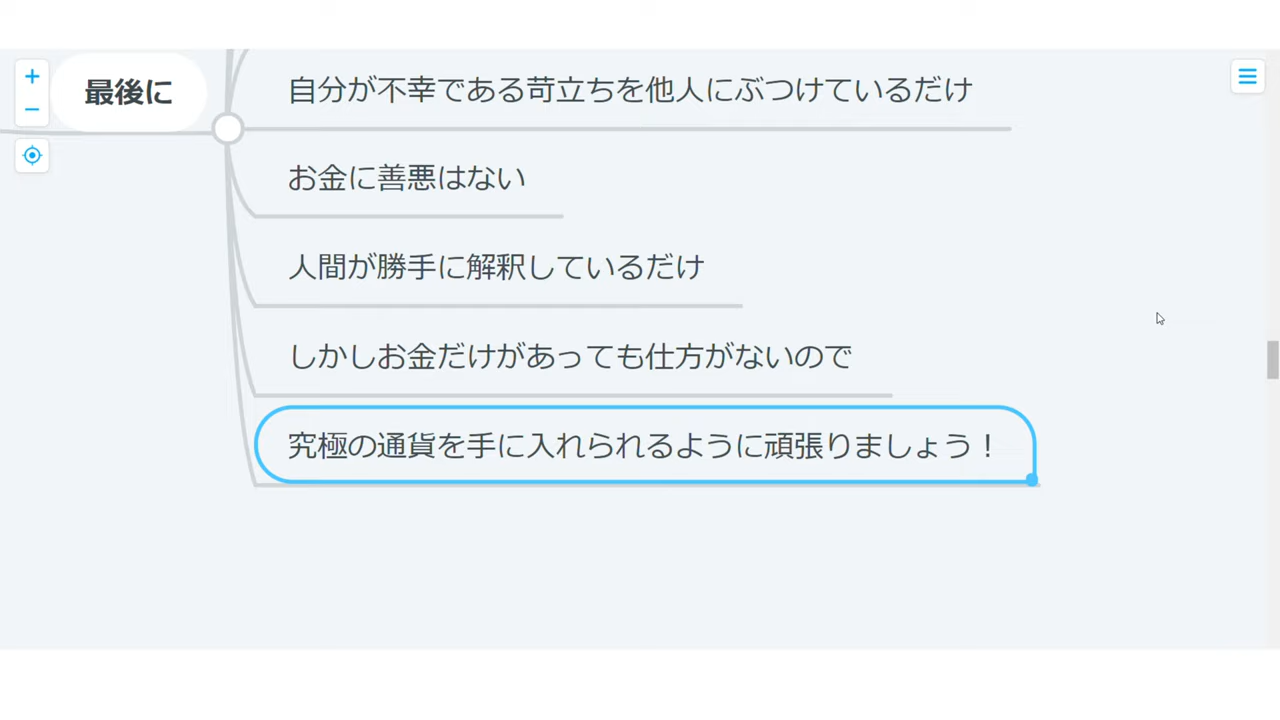 最後に
自分が不幸である苛立ちを他人にぶつけているだけ
お金に善悪はない
人間が勝手に解釈しているだけ
しかしお金だけがあっても仕方がないので
究極の通貨を手に入れられるように頑張りましょう！